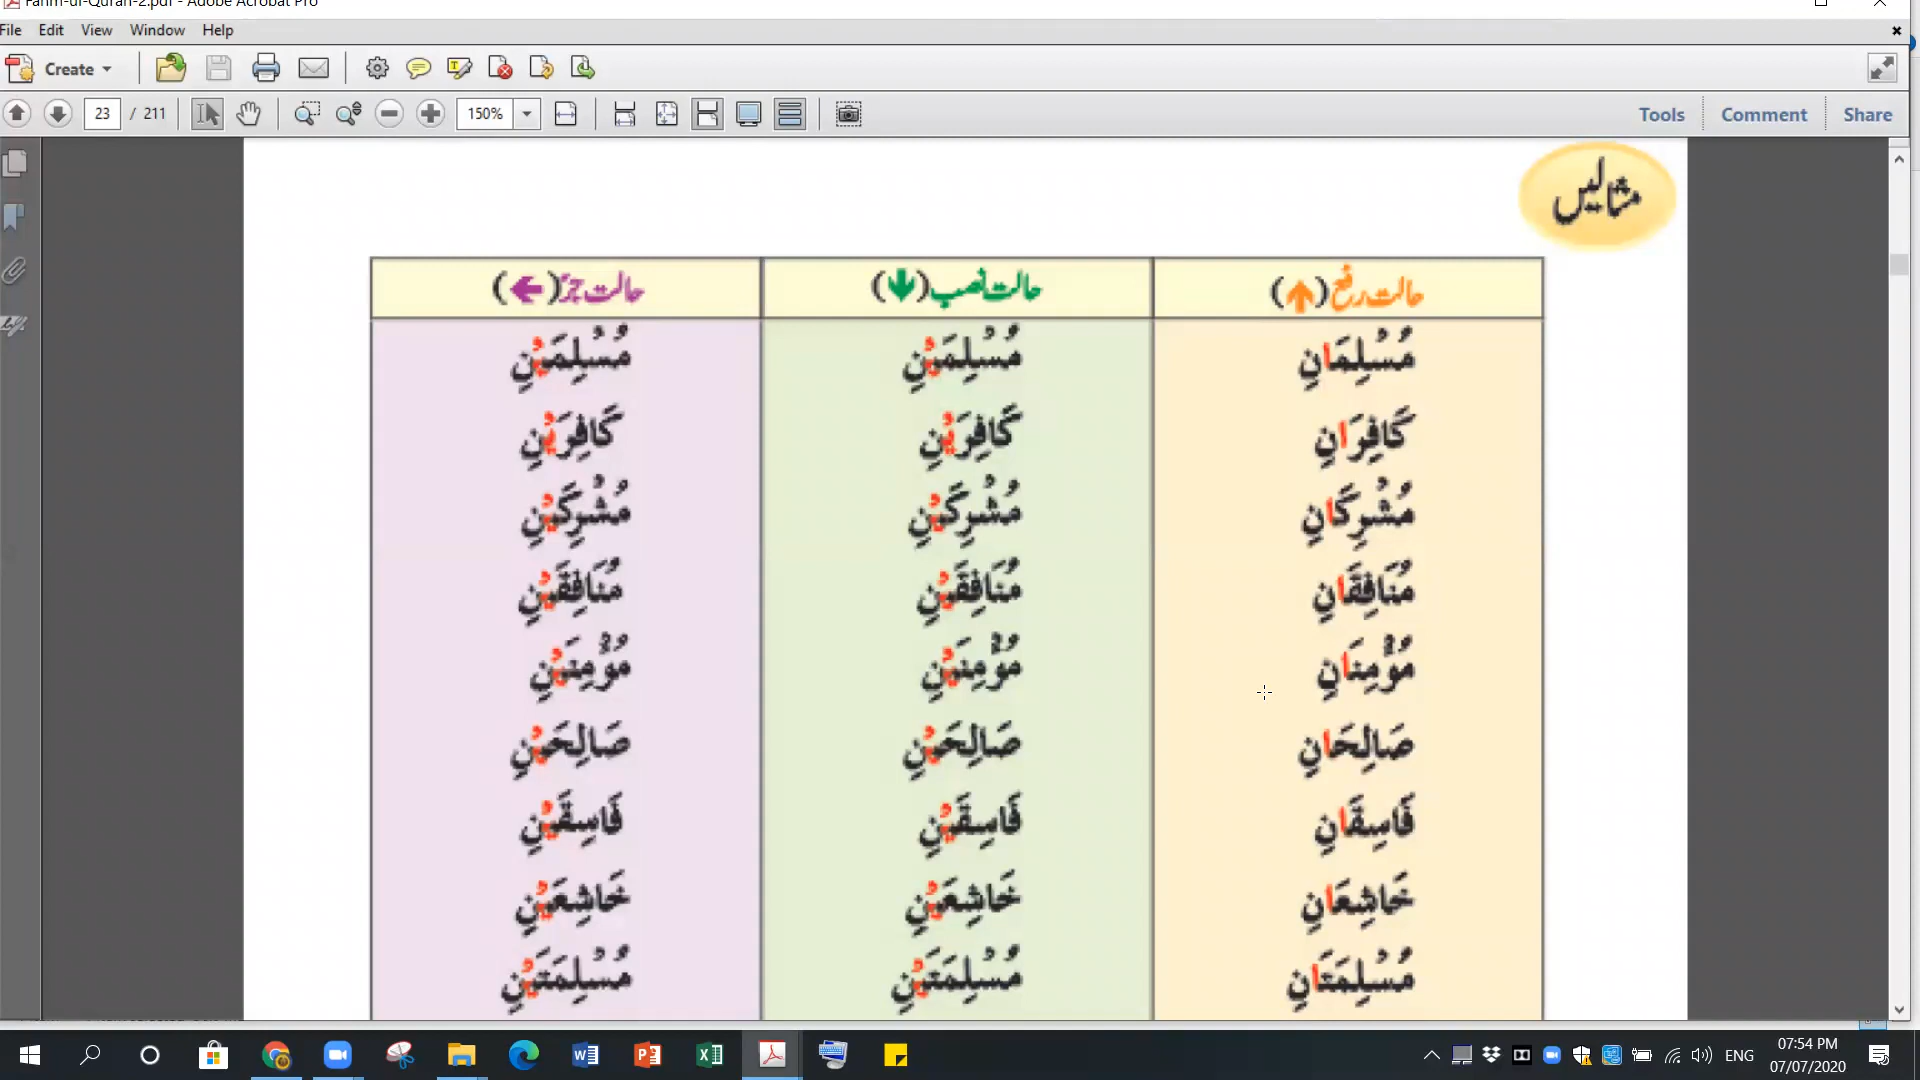 Fahm-ul-Quran-2.pdf - Adobe Acrobat Pro
File Edit View Window Help
Create
23 / 211 150% Tools Comment Share
مثالیں
حالت رفع (↑) حالت نصب (↓) حالت جرّ (←)
مُسْلِمَانِ مُسْلِمَيْنِ مُسْلِمَيْنِ
كَافِرَانِ كَافِرَيْنِ كَافِرَيْنِ
مُشْرِكَانِ مُشْرِكَيْنِ مُشْرِكَيْنِ
مُنَافِقَانِ مُنَافِقَيْنِ مُنَافِقَيْنِ
مُؤْمِنَانِ مُؤْمِنَيْنِ مُؤْمِنَيْنِ
صَالِحَانِ صَالِحَيْنِ صَالِحَيْنِ
فَاسِقَانِ فَاسِقَيْنِ فَاسِقَيْنِ
خَاشِعَانِ خَاشِعَيْنِ خَاشِعَيْنِ
مُسْلِمَتَانِ مُسْلِمَتَيْنِ مُسْلِمَتَيْنِ
ENG
07:54 PM
07/07/2020